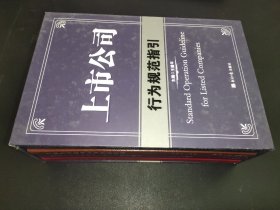 上市公司
行为规范指引
Standard Operation Guideline
for Listed Companies